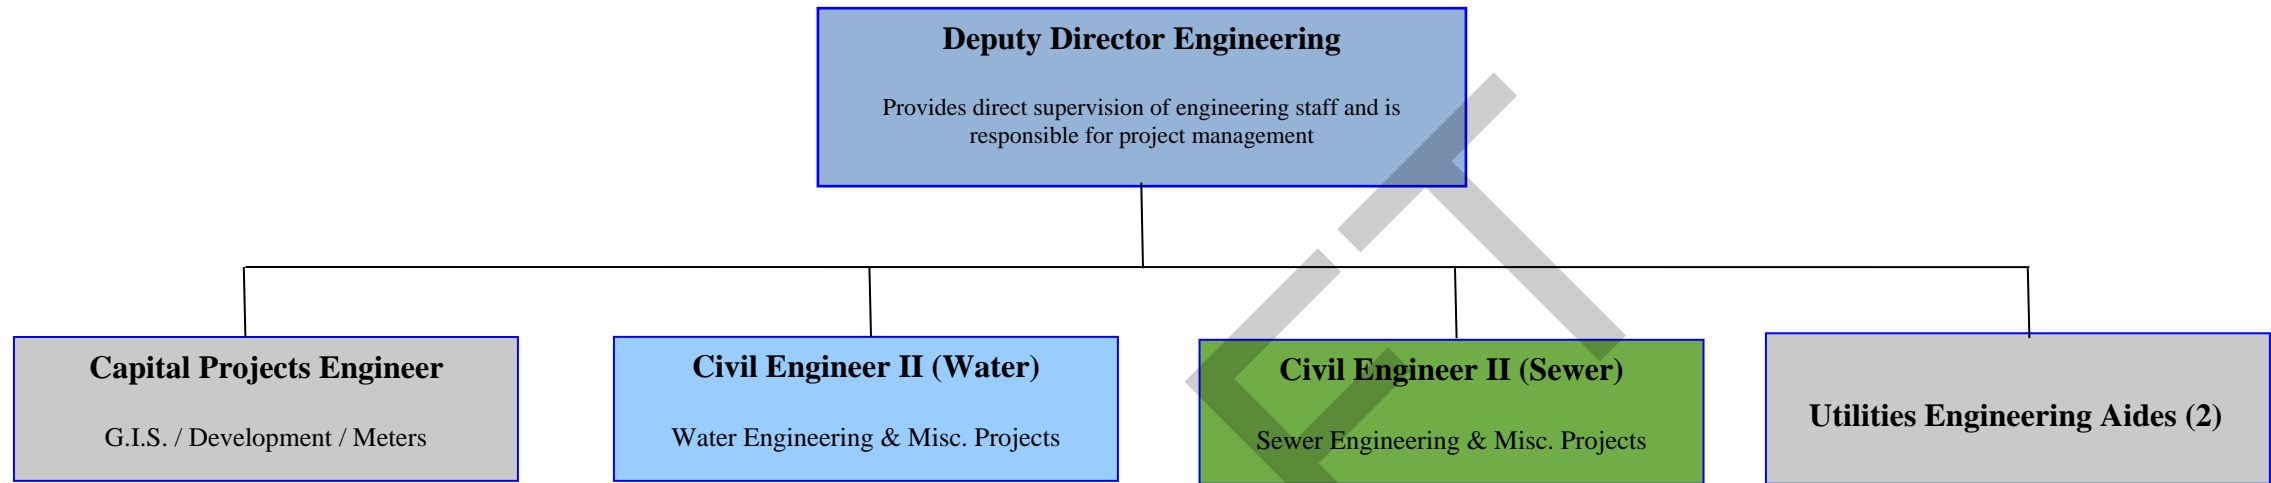 Deputy Director Engineering
Provides direct supervision of engineering staff and is
responsible for project management
Capital Projects Engineer
G.I.S. / Development / Meters
Civil Engineer II (Water)
Water Engineering & Misc. Projects
Civil Engineer II (Sewer)
Sewer Engineering & Misc. Projects
Utilities Engineering Aides (2)